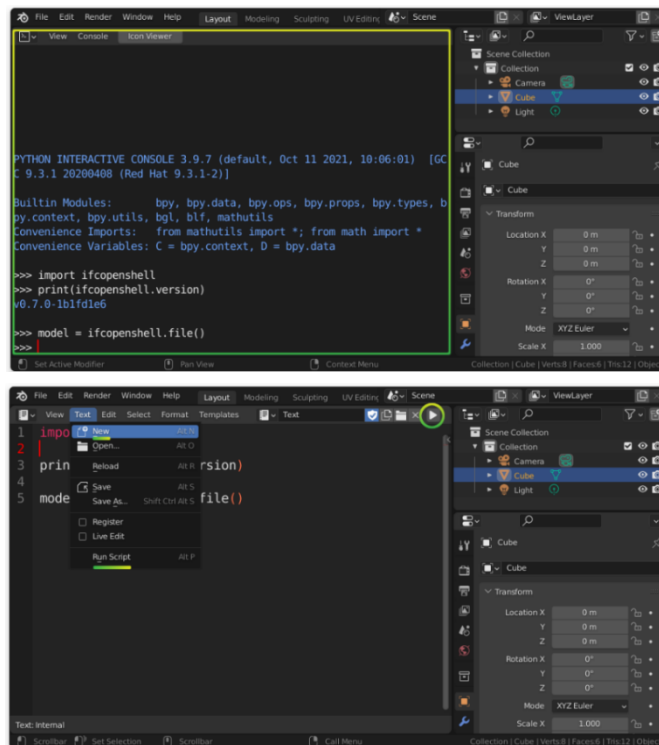 File Edit Render Window Help Layout Modeling Sculpting UV Editing Scene ViewLayer
View Console Icon Viewer
Scene Collection
Collection
Camera
Cube
Light
PYTHON INTERACTIVE CONSOLE 3.9.7 (default, Oct 11 2021, 10:06:01) [GC
C 9.3.1 20200408 (Red Hat 9.3.1-2)]
Builtin Modules: bpy, bpy.data, bpy.ops, bpy.props, bpy.types, b
py.context, bpy.utils, bgl, blf, mathutils
Convenience Imports: from mathutils import *; from math import *
Convenience Variables: C = bpy.context, D = bpy.data
>>> import ifcopenshell
>>> print(ifcopenshell.version)
v0.7.0-1b1fd1e6
>>> model = ifcopenshell.file()
>>>
Cube
Cube
Transform
Location X 0 m
Y 0 m
Z 0 m
Rotation X 0°
Y 0°
Z 0°
Mode XYZ Euler
Scale X 1.000
Set Active Modifier Pan View Context Menu Collection | Cube | Verts:8 | Faces:6 | Tris:12 | Objec
File Edit Render Window Help Layout Modeling Sculpting UV Editing Scene ViewLayer
View Text Edit Select Format Templates Text
1 impo
2
3 prin rsion)
4
5 mode file()
New Alt N
Open... Alt O
Reload Alt R
Save Alt S
Save As... Shift Ctrl Alt S
Register
Live Edit
Run Script Alt P
Scene Collection
Collection
Camera
Cube
Light
Cube
Cube
Transform
Location X 0 m
Y 0 m
Z 0 m
Rotation X 0°
Y 0°
Z 0°
Mode XYZ Euler
Scale X 1.000
Text: Internal
Scrollbar Set Selection Scrollbar Call Menu Collection | Cube | Verts:8 | Faces:6 | Tris:12 | Objec